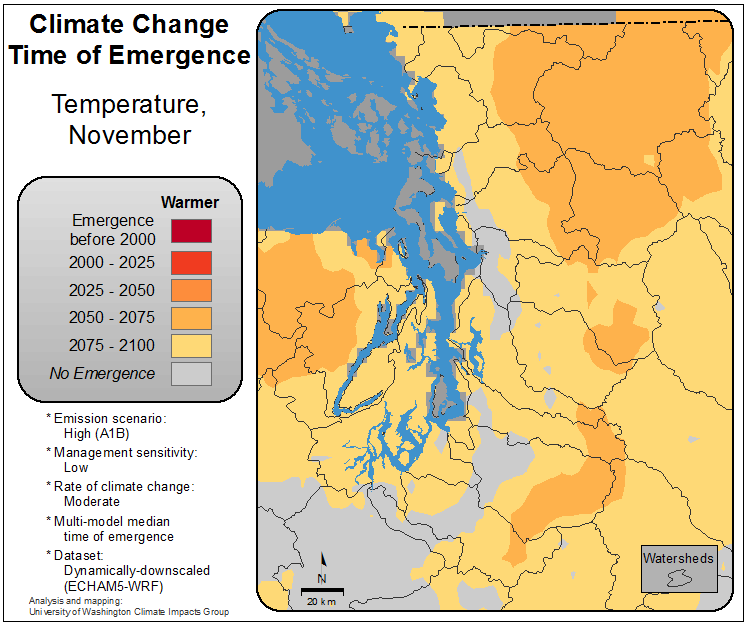 Climate Change
Time of Emergence
Temperature,
November
Warmer
Emergence
before 2000
2000 - 2025
2025 - 2050
2050 - 2075
2075 - 2100
No Emergence
* Emission scenario:
High (A1B)
* Management sensitivity:
Low
* Rate of climate change:
Moderate
* Multi-model median
time of emergence
* Dataset:
Dynamically-downscaled
(ECHAM5-WRF)
Analysis and mapping:
University of Washington Climate Impacts Group
N
20 km
Watersheds